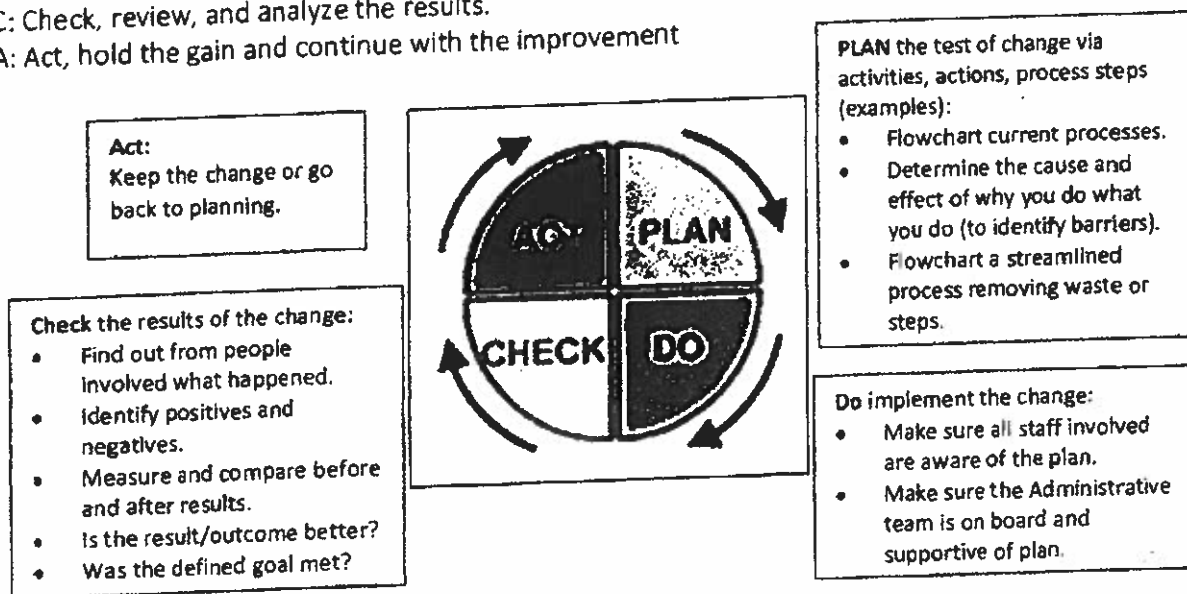 C: Check, review, and analyze the results.
A: Act, hold the gain and continue with the improvement
Act:
Keep the change or go
back to planning.
PLAN the test of change via
activities, actions, process steps
(examples):
• Flowchart current processes.
• Determine the cause and
effect of why you do what
you do (to identify barriers).
• Flowchart a streamlined
process removing waste or
steps.
ACT
PLAN
CHECK
DO
Check the results of the change:
• Find out from people
involved what happened.
• Identify positives and
negatives.
• Measure and compare before
and after results.
• Is the result/outcome better?
• Was the defined goal met?
Do implement the change:
• Make sure all staff involved
are aware of the plan.
• Make sure the Administrative
team is on board and
supportive of plan.